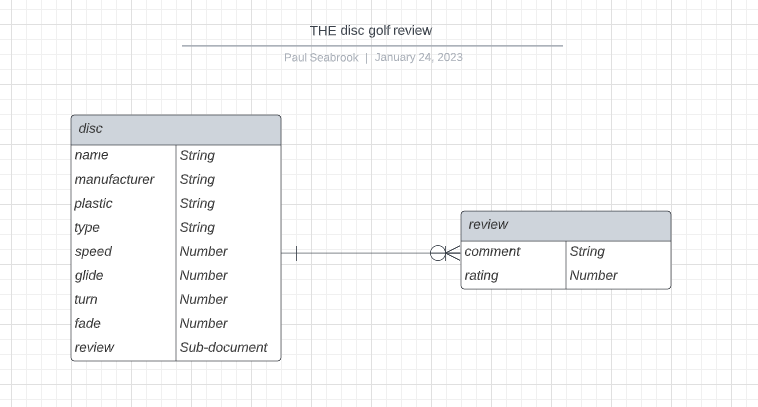 THE disc golf review
Paul Seabrook | January 24, 2023
disc
name String
manufacturer String
plastic String
type String
speed Number
glide Number
turn Number
fade Number
review Sub-document
review
comment String
rating Number